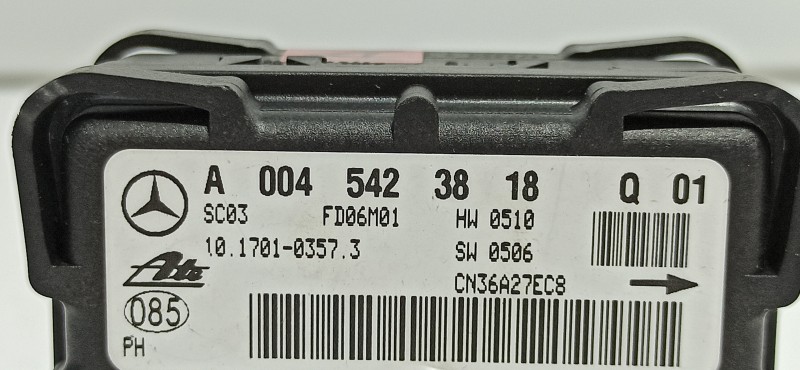 A 004 542 38 18 Q 01
SC03 FD06M01 HW 0510
10.1701-0357.3 SW 0506
Ate CN36A27EC8
085
PH